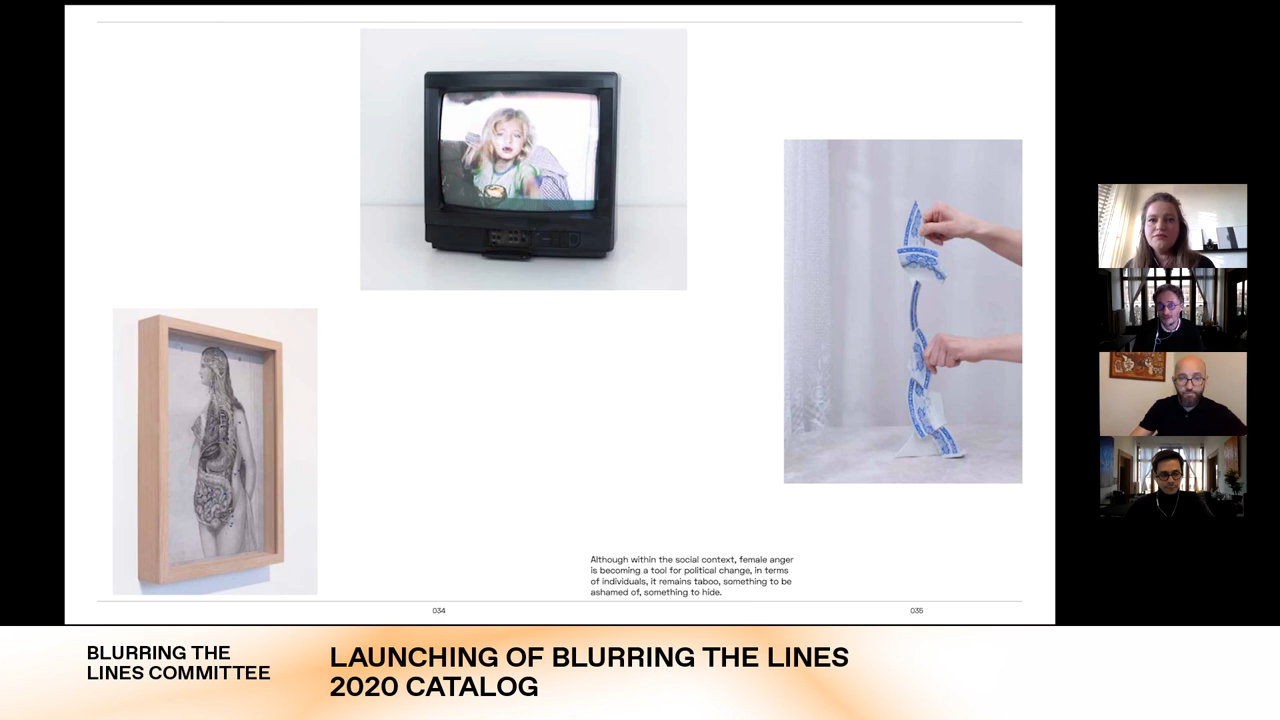 Although within the social context, female anger
is becoming a tool for political change, in terms
of individuals, it remains taboo, something to be
ashamed of, something to hide.
034
035
BLURRING THE
LINES COMMITTEE
LAUNCHING OF BLURRING THE LINES
2020 CATALOG